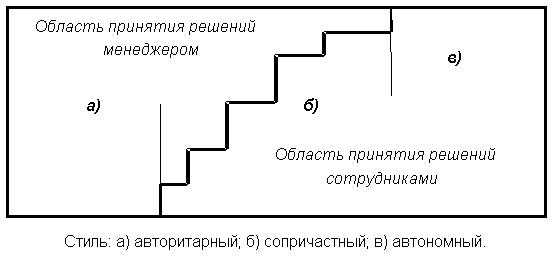 Область принятия решений
менеджером
а)
б)
в)
Область принятия решений
сотрудниками
Стиль: а) авторитарный; б) сопричастный; в) автономный.